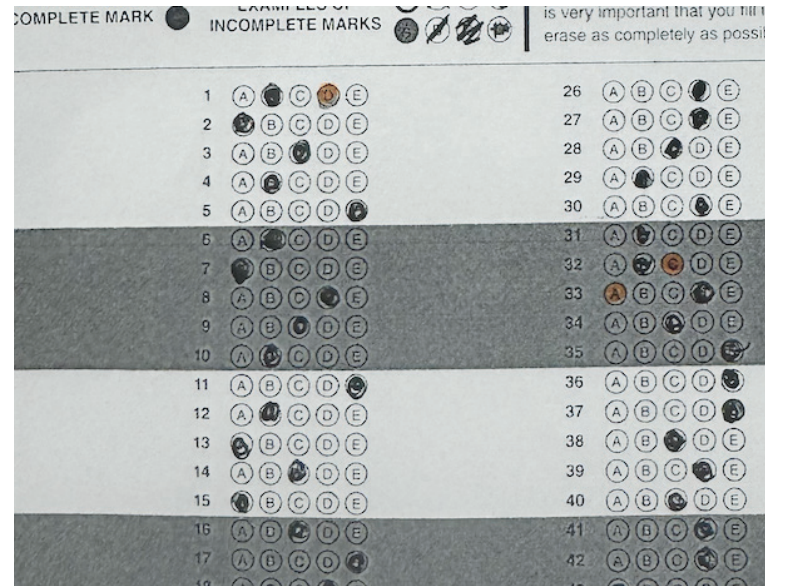 COMPLETE MARK
EXAMPLES OF
INCOMPLETE MARKS
is very important that you fill
erase as completely as possi
1 A C D E
2 B C D E
3 A B D E
4 A C D E
5 A B C D
6 A C D E
7 B C D E
8 A B C E
9 A B D E
10 A C D E
11 A B C D
12 A C D E
13 B C D E
14 A B D E
15 B C D E
16 A B D E
17 A B C D
26 A B C E
27 A B C E
28 A B D E
29 A C D E
30 A B C E
31 A C D E
32 A C D E
33 A B C E
34 A B D E
35 A B C D
36 A B C D
37 A B C D
38 A B D E
39 A B C E
40 A B D E
41 A B C E
42 A B C E